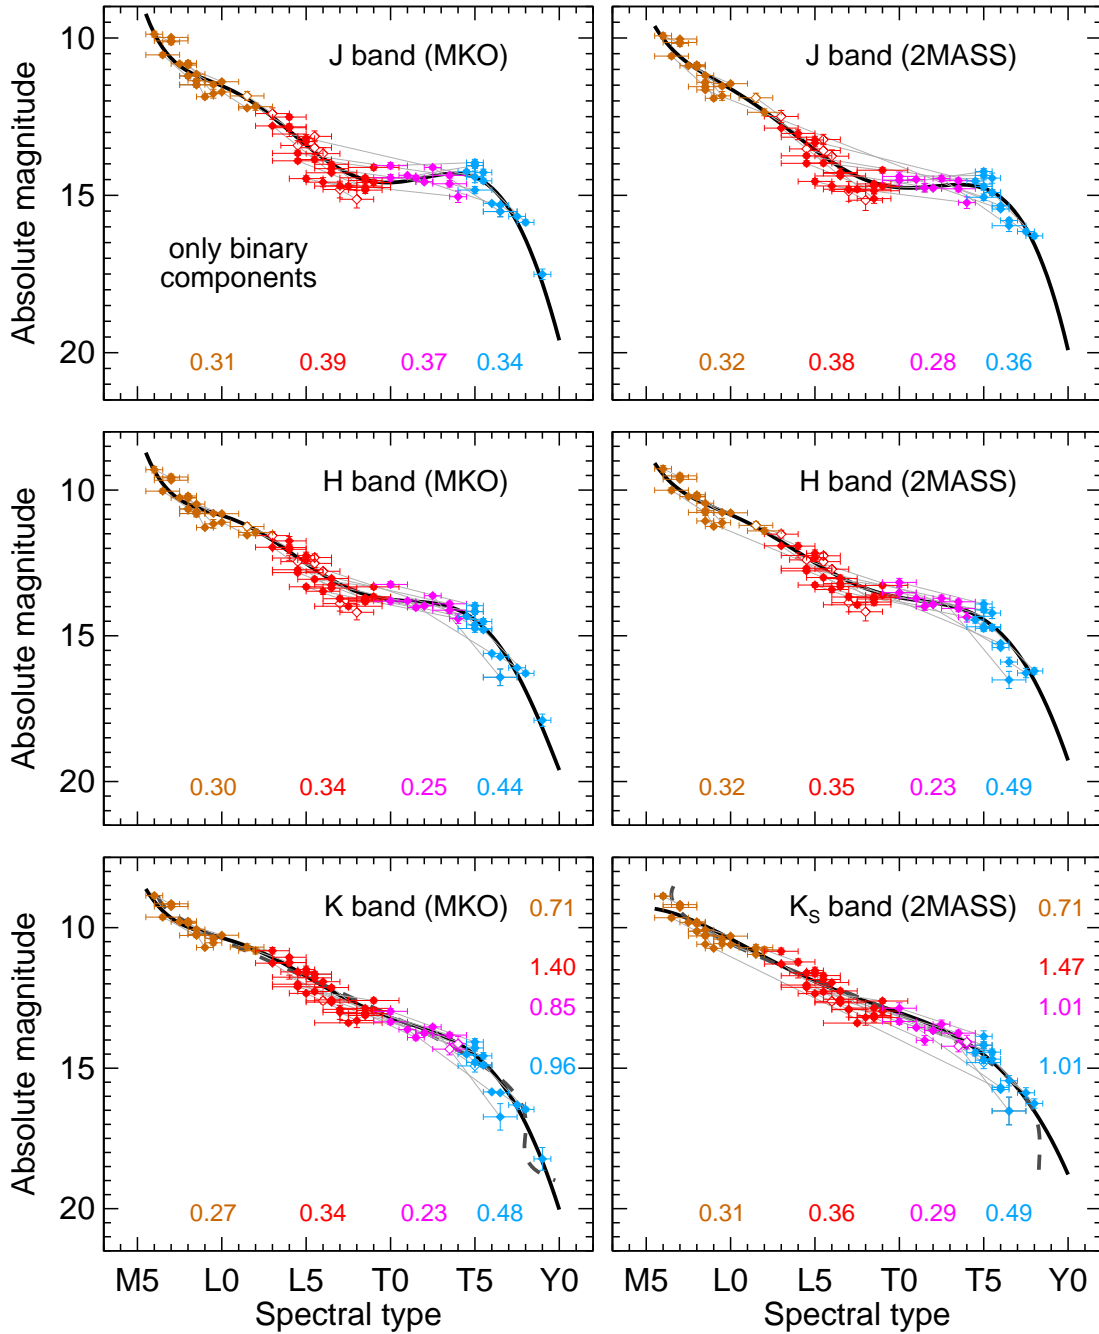 J band (MKO)
10
15
20
Absolute magnitude
only binary
components
0.31 0.39 0.37 0.34
J band (2MASS)
0.32 0.38 0.28 0.36
H band (MKO)
10
15
20
Absolute magnitude
0.30 0.34 0.25 0.44
H band (2MASS)
0.32 0.35 0.23 0.49
K band (MKO)
0.71
1.40
0.85
0.96
10
15
20
Absolute magnitude
0.27 0.34 0.23 0.48
M5 L0 L5 T0 T5 Y0
Spectral type
KS band (2MASS)
0.71
1.47
1.01
1.01
0.31 0.36 0.29 0.49
M5 L0 L5 T0 T5 Y0
Spectral type